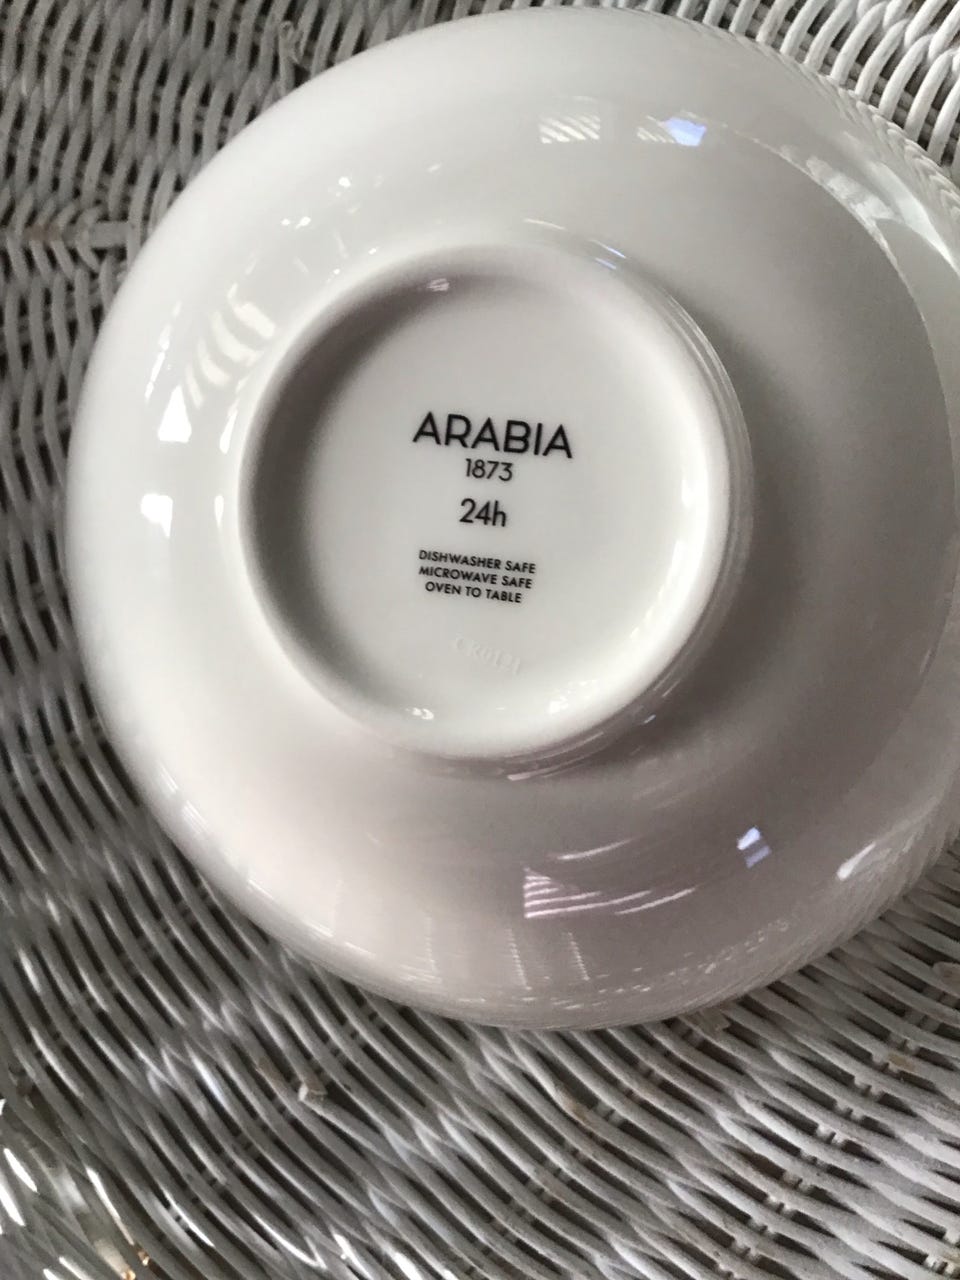 ARABIA
1873
24h
DISHWASHER SAFE
MICROWAVE SAFE
OVEN TO TABLE